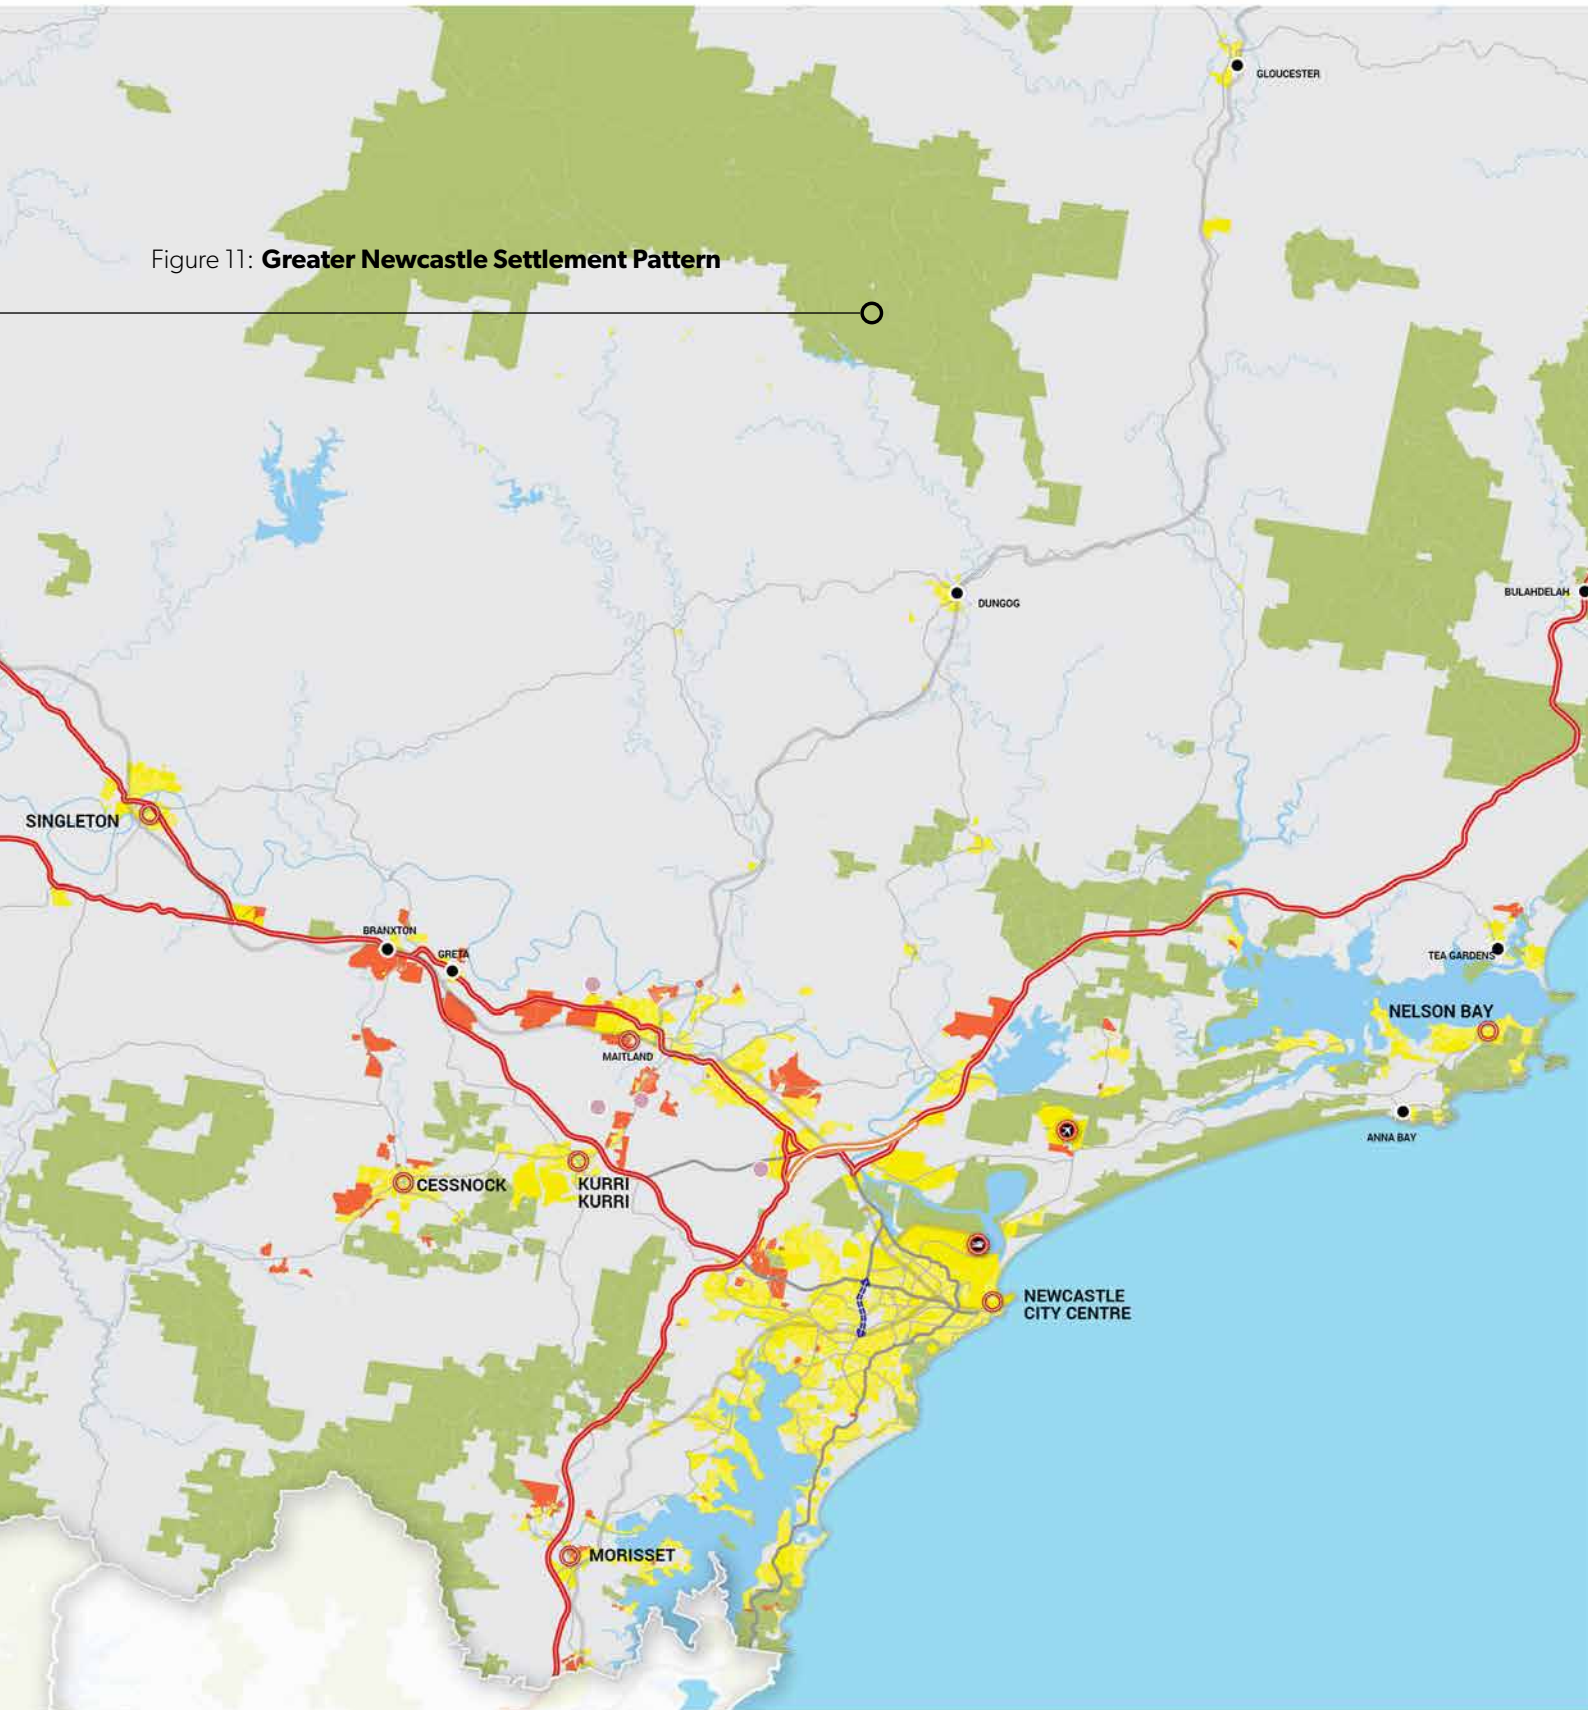 GLOUCESTER
Figure 11: Greater Newcastle Settlement Pattern
DUNGOG
BULAHDELAH
SINGLETON
BRANXTON
GRETA
TEA GARDENS
NELSON BAY
MAITLAND
ANNA BAY
CESSNOCK
KURRI
KURRI
NEWCASTLE
CITY CENTRE
MORISSET